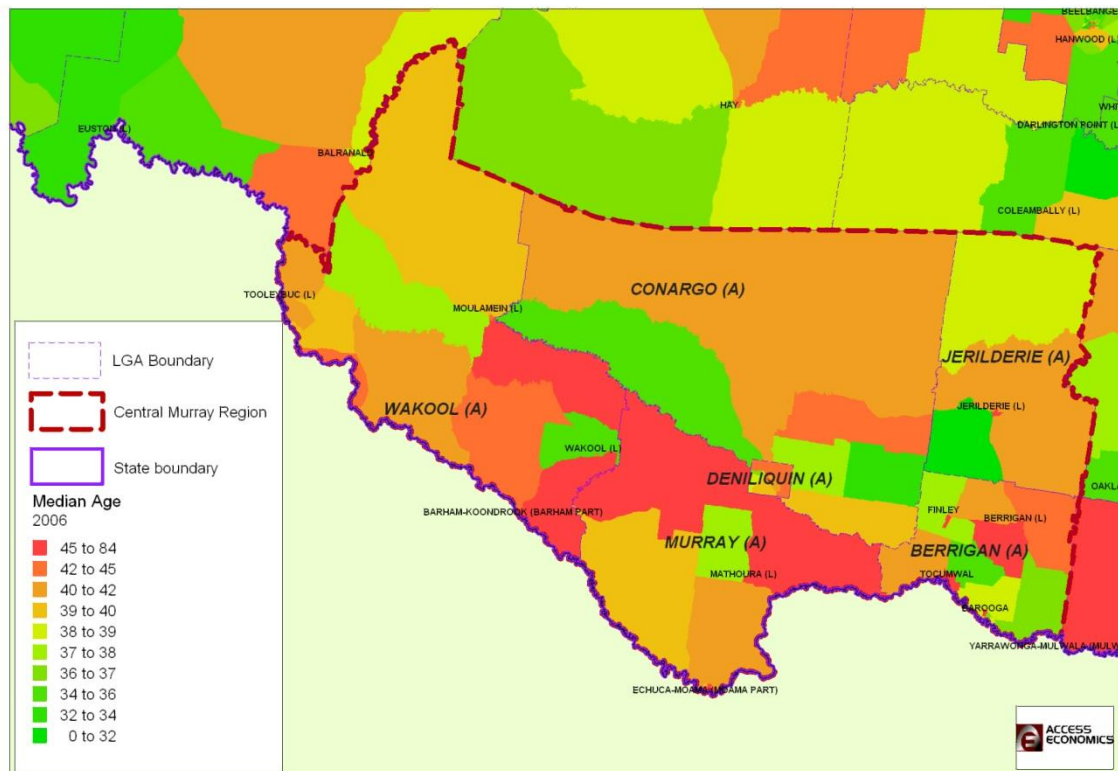 BEELBANGE
HANWOOD (L)
HAY
WHI
DARLINGTON POINT (L
EUSTON (L)
BALRANALD
COLEAMBALLY (L)
CONARGO (A)
TOOLEYBUC (L)
MOULAMEIN (L)
JERILDERIE (A)
WAKOOL (A)
JERILDERIE (L)
WAKOOL (L)
DENILIQUIN (A)
OAKLA
BARHAM-KOONDROOK (BARHAM PART)
FINLEY
BERRIGAN (L)
MURRAY (A)
BERRIGAN (A)
MATHOURA (L)
TOCUMWAL
BAROOGA
YARRAWONGA-MULWALA (MULW
ECHUCA-MOAMA (MOAMA PART)
LGA Boundary
Central Murray Region
State boundary
Median Age
2006
45 to 84
42 to 45
40 to 42
39 to 40
38 to 39
37 to 38
36 to 37
34 to 36
32 to 34
0 to 32
ACCESS
ECONOMICS